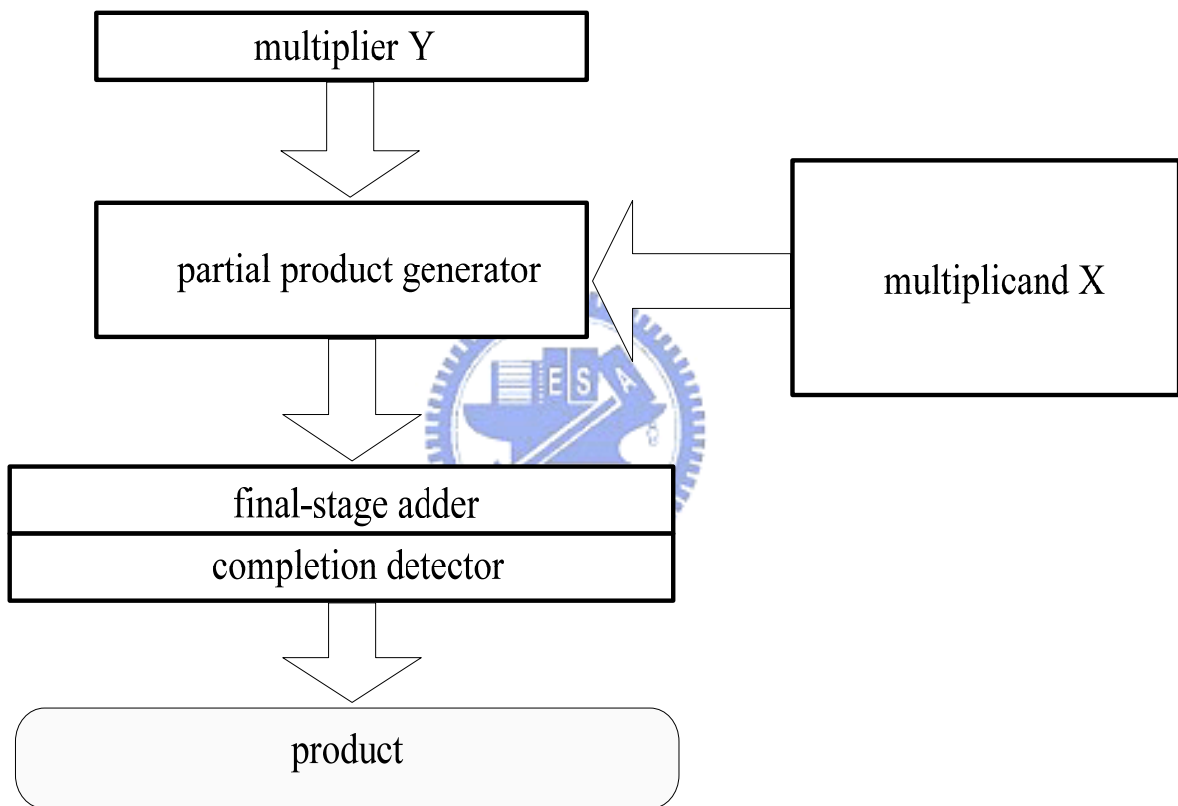 multiplier Y
partial product generator
multiplicand X
E S A
final-stage adder
completion detector
product